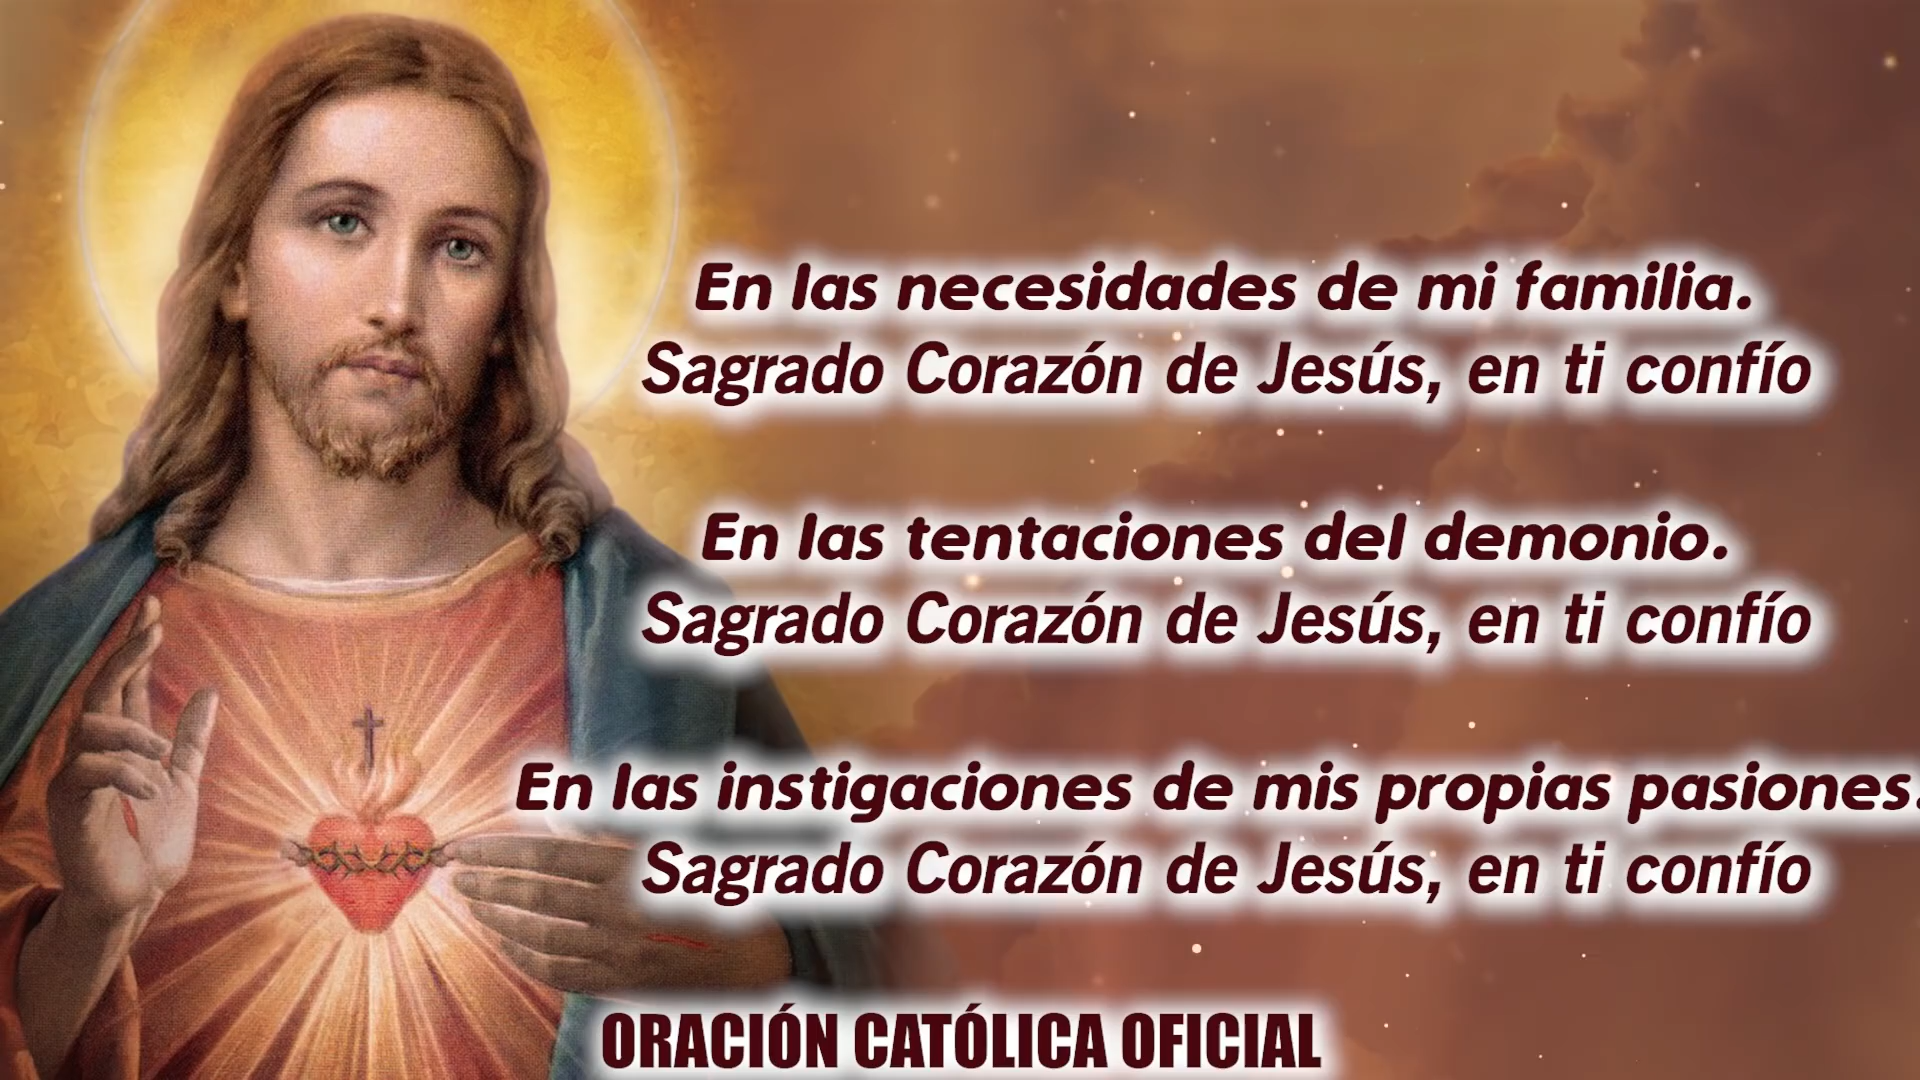 En las necesidades de mi familia.
Sagrado Corazón de Jesús, en ti confío
En las tentaciones del demonio.
Sagrado Corazón de Jesús, en ti confío
En las instigaciones de mis propias pasiones.
Sagrado Corazón de Jesús, en ti confío
ORACIÓN CATÓLICA OFICIAL